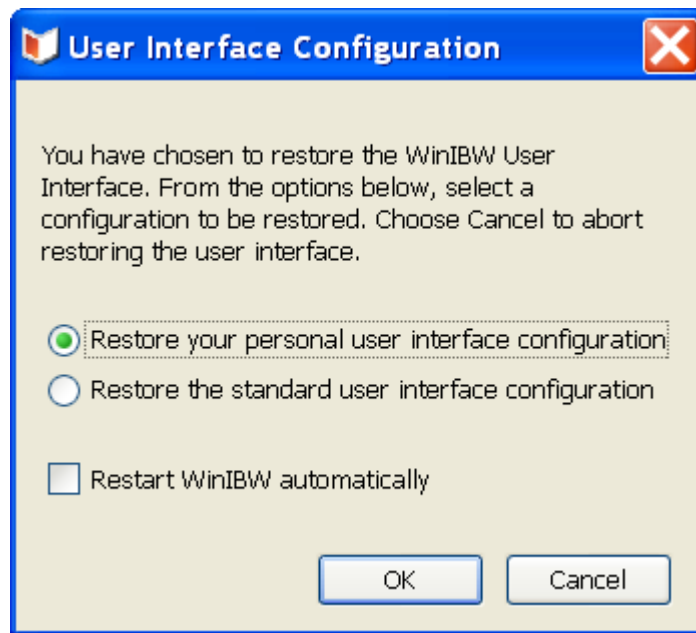 User Interface Configuration
You have chosen to restore the WinIBW User
Interface. From the options below, select a
configuration to be restored. Choose Cancel to abort
restoring the user interface.
Restore your personal user interface configuration
Restore the standard user interface configuration
Restart WinIBW automatically
OK Cancel